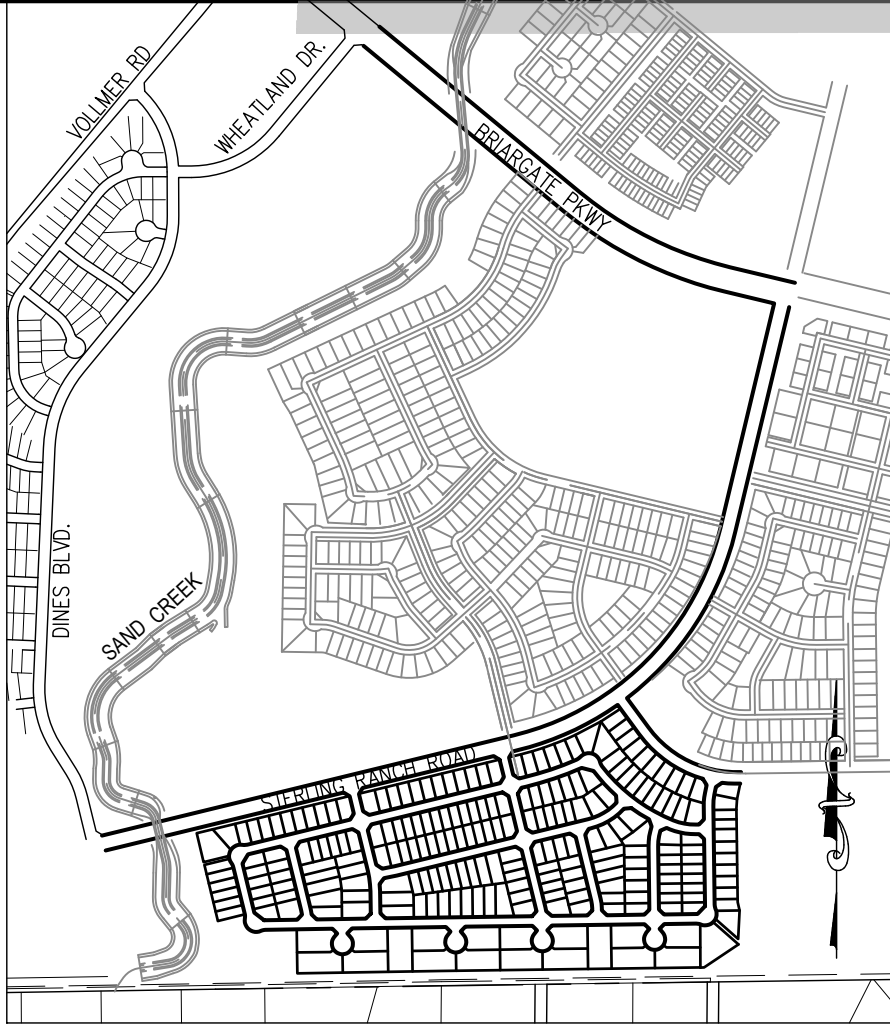 VOLLMER RD
WHEATLAND DR.
BRIARGATE PKWY
DINES BLVD.
SAND CREEK
STERLING RANCH ROAD